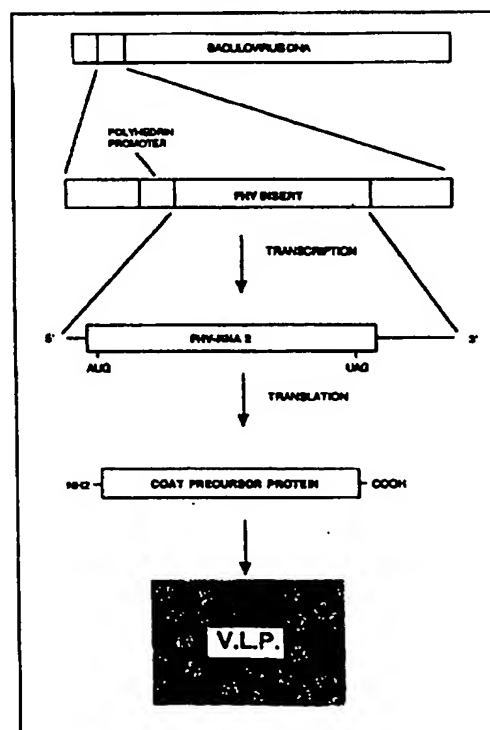 BACULOVIRUS DNA
POLYHEDRIN
PROMOTER
FHV INSERT
TRANSCRIPTION
5'
3'
FHV-RNA 2
AUG
UAG
TRANSLATION
NH2
COAT PRECURSOR PROTEIN
COOH
V.L.P.